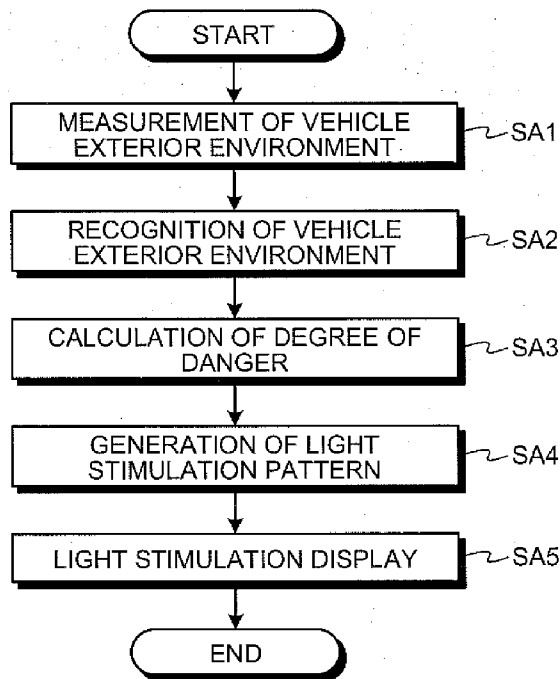 START
MEASUREMENT OF VEHICLE
EXTERIOR ENVIRONMENT
SA1
RECOGNITION OF VEHICLE
EXTERIOR ENVIRONMENT
SA2
CALCULATION OF DEGREE OF
DANGER
SA3
GENERATION OF LIGHT
STIMULATION PATTERN
SA4
LIGHT STIMULATION DISPLAY
SA5
END